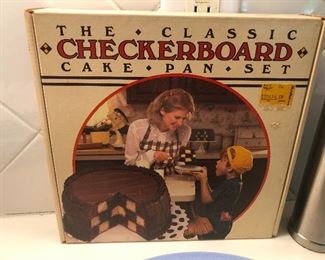 THE • CLASSIC
CHECKERBOARD
CAKE • PAN • SET